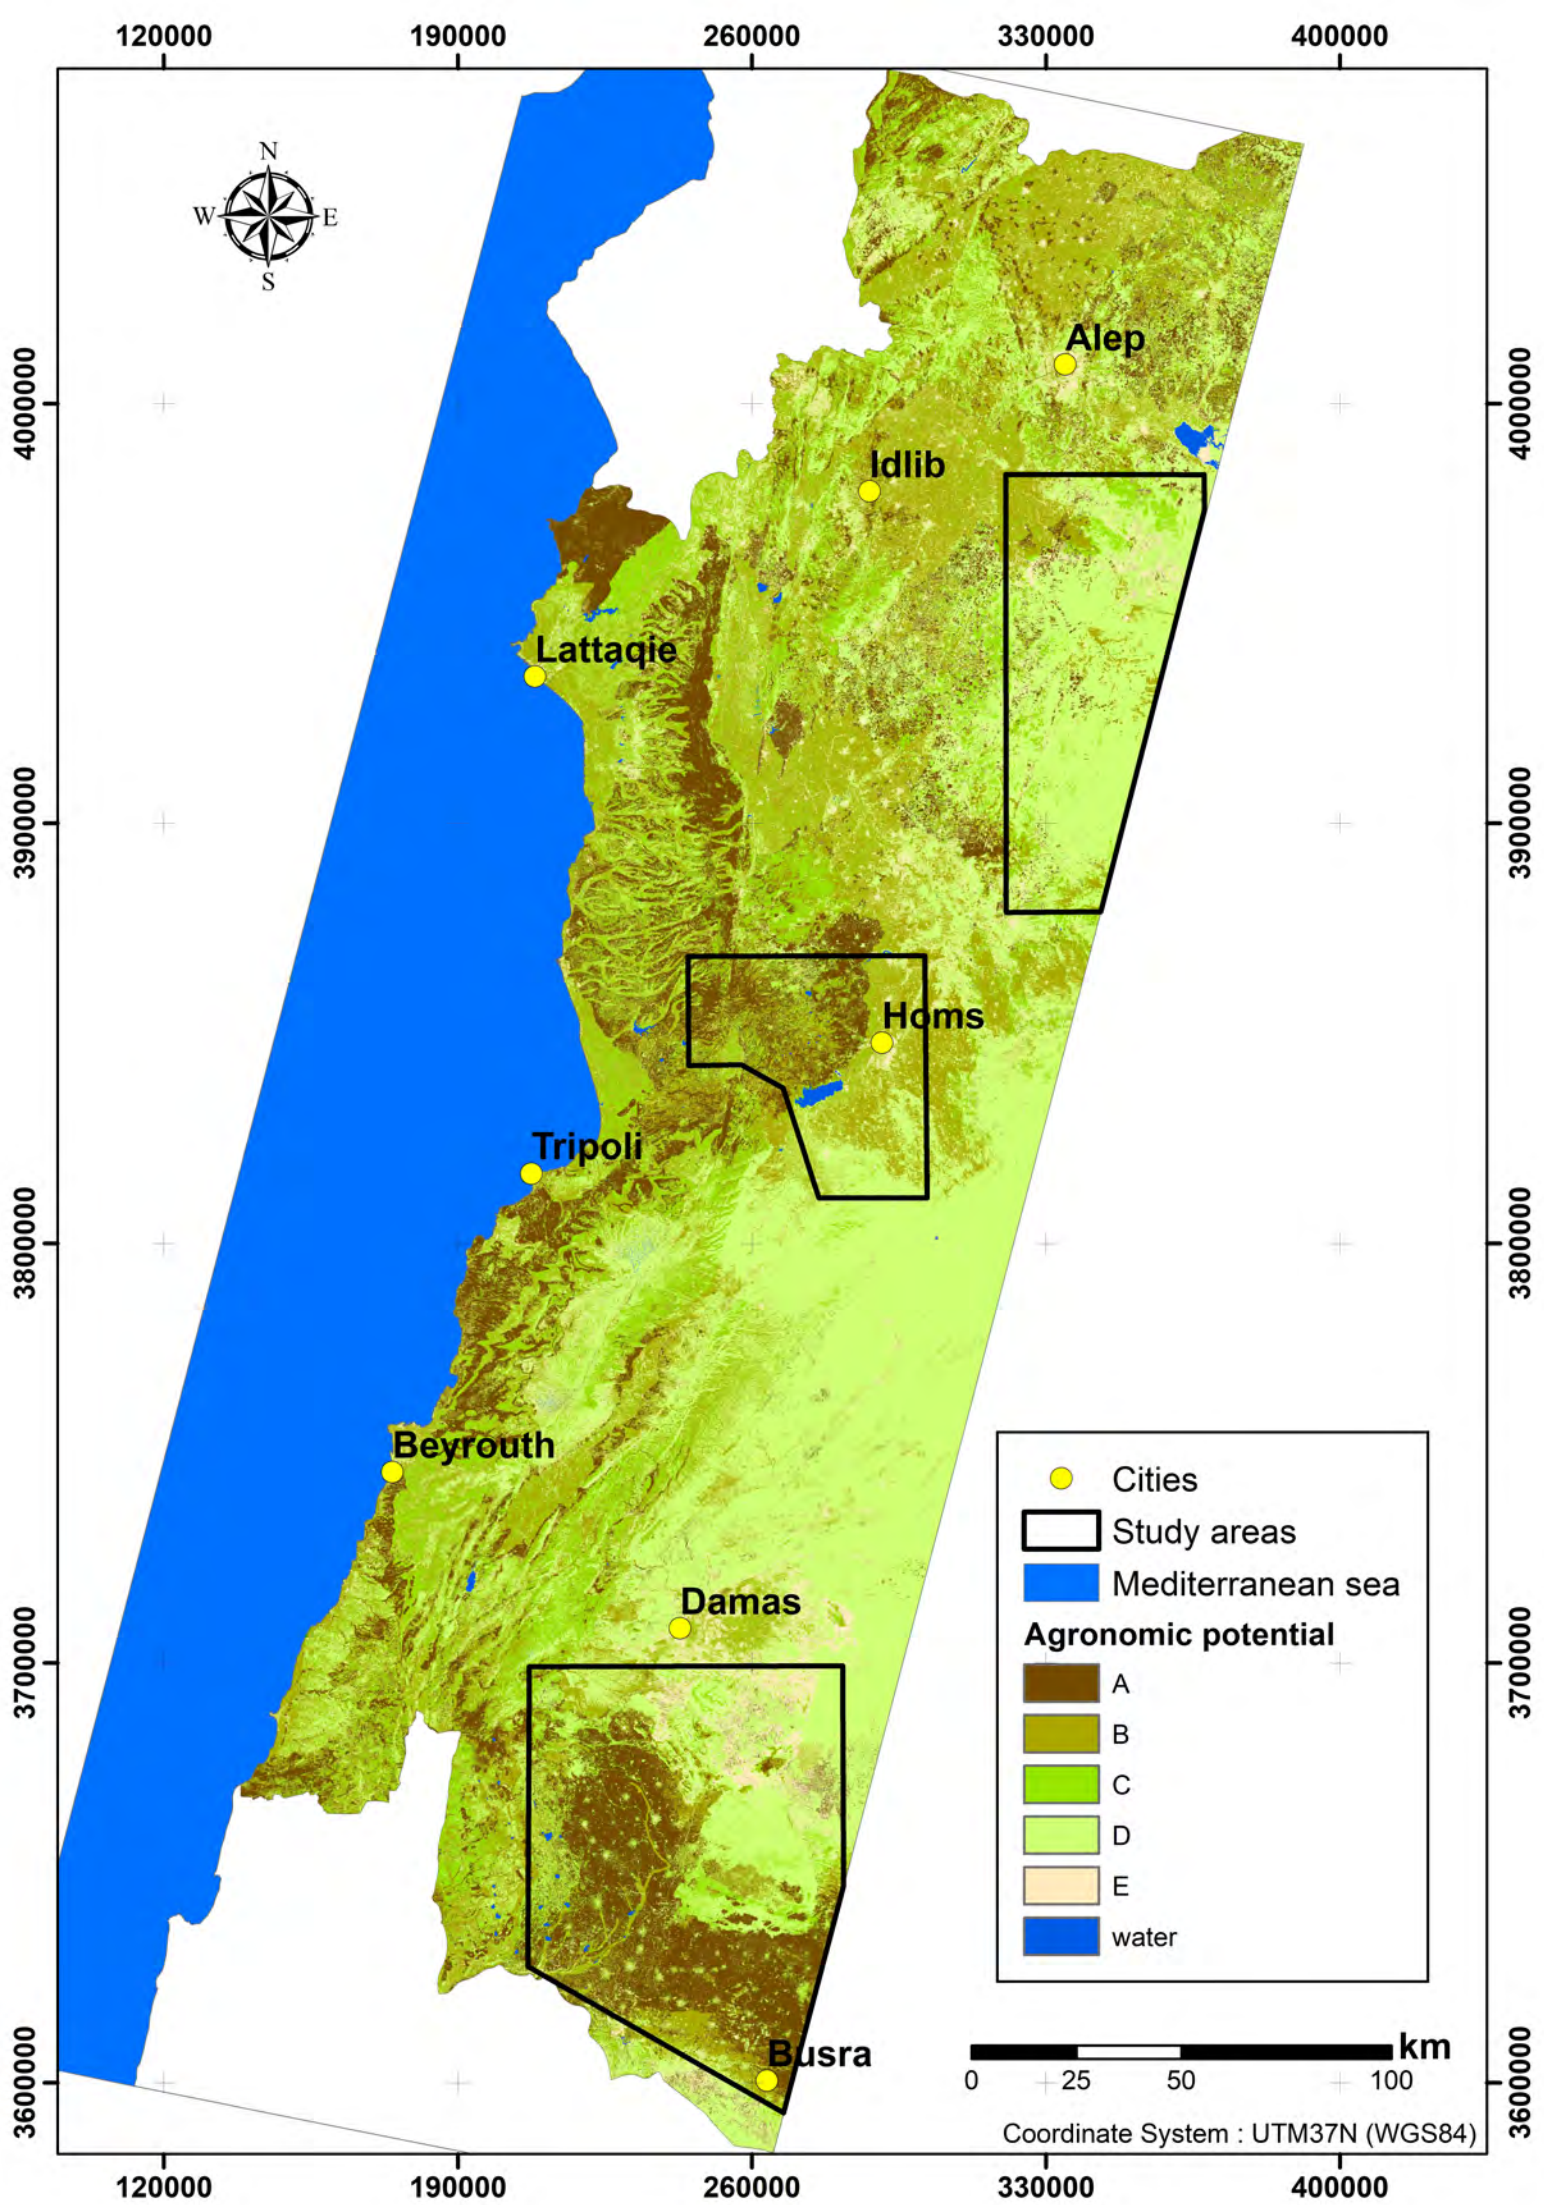 120000 190000 260000 330000 400000
N
W E
S
Alep
4000000 4000000
Idlib
Lattaqie
3900000 3900000
Homs
Tripoli
3800000 3800000
Beyrouth
Cities
Study areas
Mediterranean sea
Damas
Agronomic potential
3700000 3700000
A
B
C
D
E
water
Busra
km
0 25 50 100
3600000 3600000
Coordinate System : UTM37N (WGS84)
120000 190000 260000 330000 400000